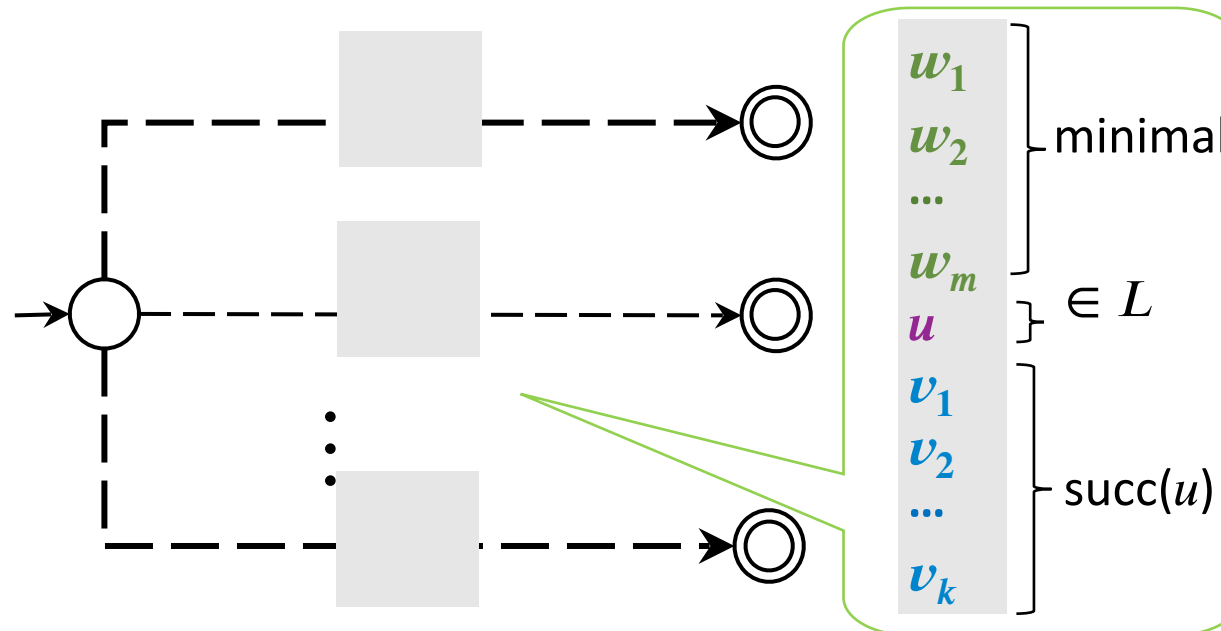 w₁
w₂
...
wₘ
minimal
u
∈ L
v₁
v₂
...
vₖ
succ(u)